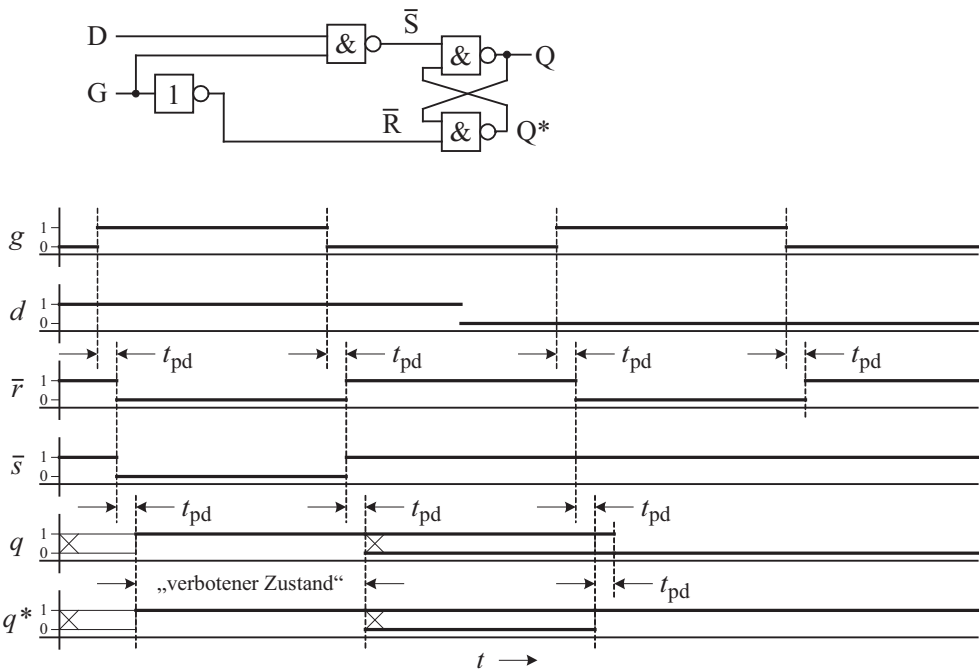 D & S̅ & Q
G 1 R̅ & Q*
g 1 0
d 1 0
t_pd t_pd t_pd t_pd
r̅ 1 0
s̅ 1 0
t_pd t_pd t_pd
q 1 0
„verbotener Zustand“ t_pd
q* 1 0
t